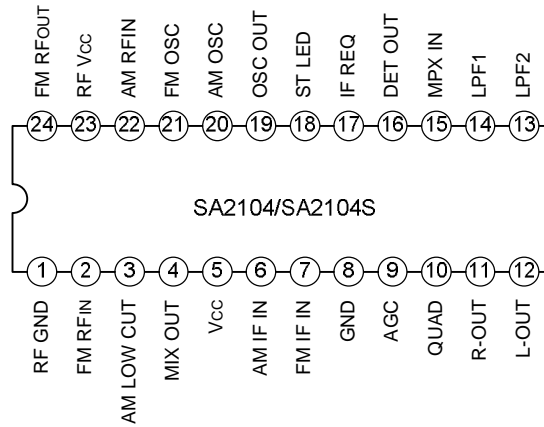 FM RFOUT
RF VCC
AM RFIN
FM OSC
AM OSC
OSC OUT
ST LED
IF REQ
DET OUT
MPX IN
LPF1
LPF2
24 23 22 21 20 19 18 17 16 15 14 13
SA2104/SA2104S
1 2 3 4 5 6 7 8 9 10 11 12
RF GND
FM RFIN
AM LOW CUT
MIX OUT
VCC
AM IF IN
FM IF IN
GND
AGC
QUAD
R-OUT
L-OUT